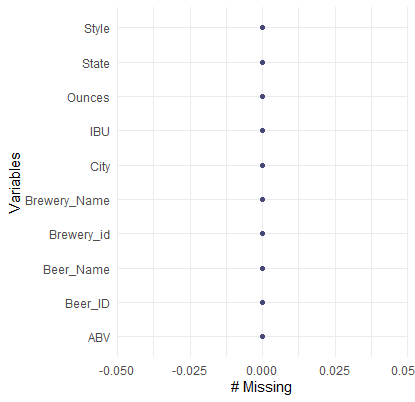 Style
State
Ounces
IBU
City
Brewery_Name
Brewery_id
Beer_Name
Beer_ID
ABV
Variables
-0.050 -0.025 0.000 0.025 0.05
# Missing